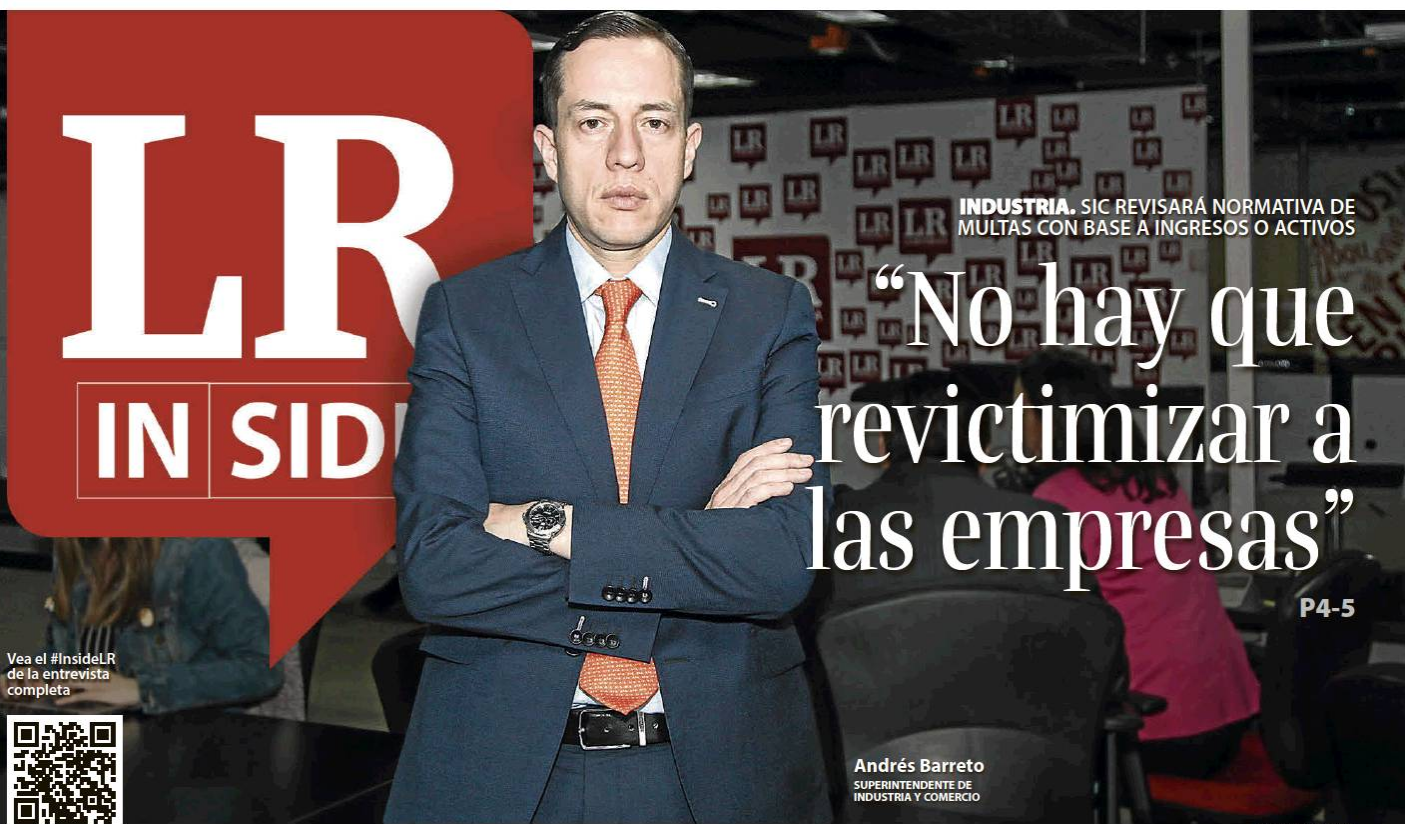 LR
IN SID
INDUSTRIA. SIC REVISARÁ NORMATIVA DE
MULTAS CON BASE A INGRESOS O ACTIVOS
“No hay que
revictimizar a
las empresas”
P4-5
Vea el #InsideLR
de la entrevista
completa
Andrés Barreto
SUPERINTENDENTE DE
INDUSTRIA Y COMERCIO